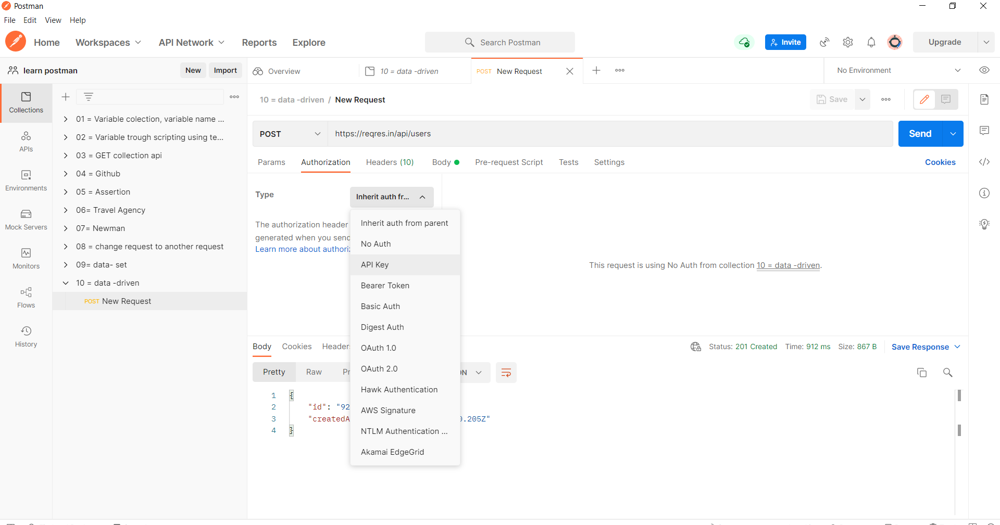 Postman
File Edit View Help
Home Workspaces API Network Reports Explore Search Postman Invite Upgrade
learn postman New Import Overview 10 = data -driven POST New Request No Environment
Collections
APIs
Environments
Mock Servers
Monitors
Flows
History
01 = Variable colection, variable name ...
02 = Variable trough scripting using te...
03 = GET collection api
04 = Github
05 = Assertion
06= Travel Agency
07= Newman
08 = change request to another request
09= data- set
10 = data -driven
POST New Request
10 = data -driven / New Request Save
POST https://reqres.in/api/users Send
Params Authorization Headers (10) Body Pre-request Script Tests Settings Cookies
Type Inherit auth fr...
The authorization header
generated when you send
Learn more about
Inherit auth from parent
No Auth
API Key
Bearer Token
Basic Auth
Digest Auth
OAuth 1.0
OAuth 2.0
Hawk Authentication
AWS Signature
NTLM Authentication ...
Akamai EdgeGrid
This request is using No Auth from collection 10 = data -driven.
Body Cookies Header Status: 201 Created Time: 912 ms Size: 867 B Save Response
Pretty Raw Pr ON
1 {
2 "id": "92
3 "createdA 0.205Z"
4 }